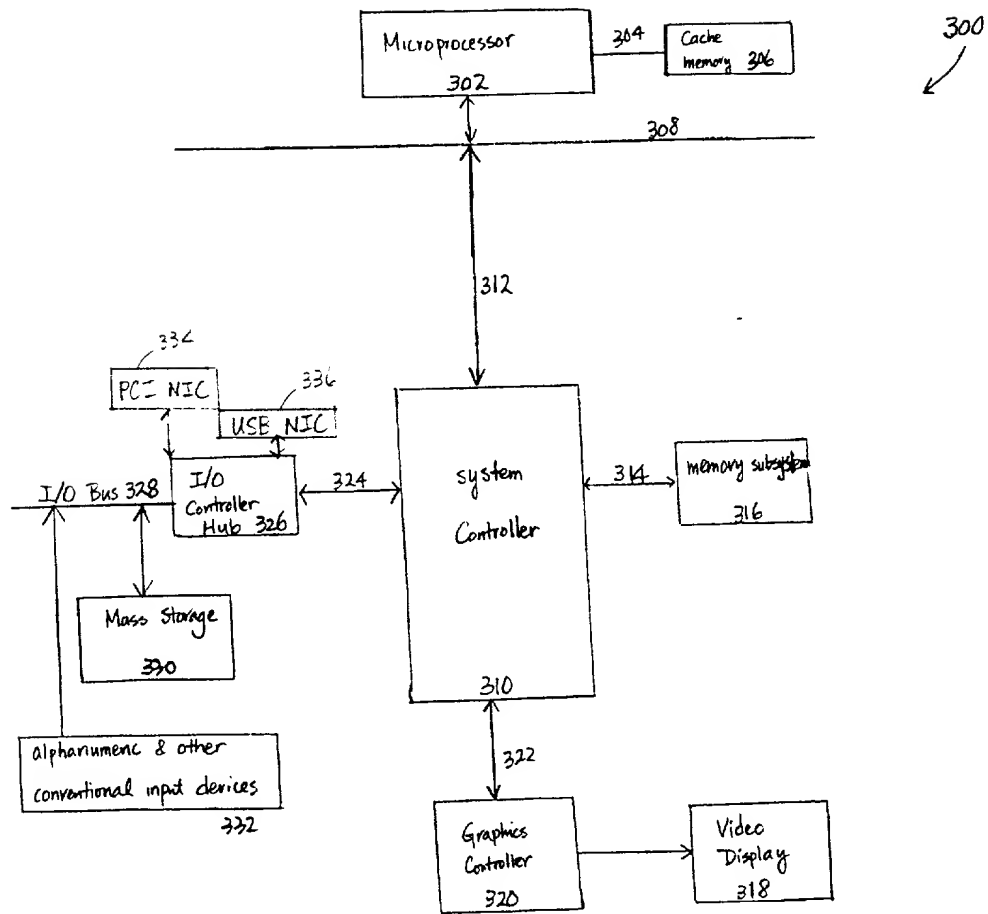 300
Microprocessor
302
304
Cache
memory 306
308
312
334
PCI NIC
336
USB NIC
I/O Bus 328
I/O
Controller
Hub 326
324
system
Controller
310
314
memory subsystem
316
Mass Storage
330
alphanumeric & other
conventional input devices
332
322
Graphics
Controller
320
Video
Display
318